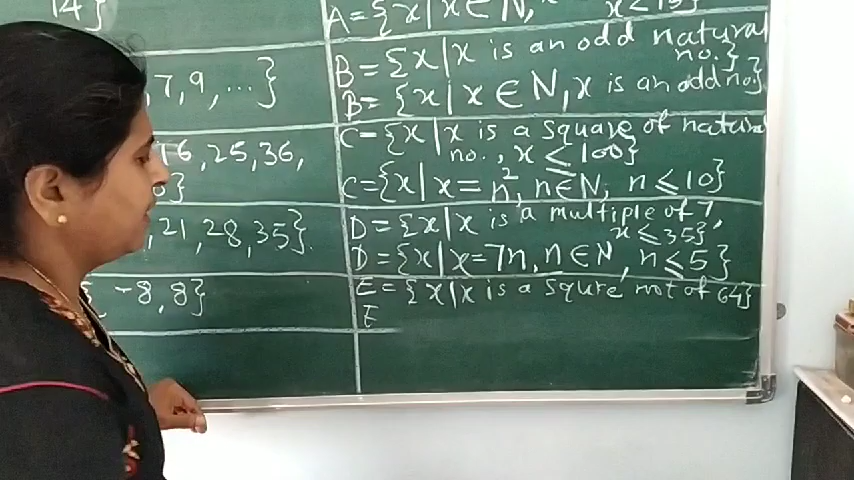 14}
A={x|x∈N, x<15}
, 7, 9, ...}
B={x|x is an odd natural no.}
B={x|x∈N, x is an odd no.}
16, 25, 36,
0}
C={x|x is a square of natural
no., x≤100}
C={x|x=n², n∈N, n≤10}
, 21, 28, 35}.
D={x|x is a multiple of 7,
x≤35}
D={x|x=7n, n∈N, n≤5}
-8, 8}
E={x|x is a squre root of 64}
E